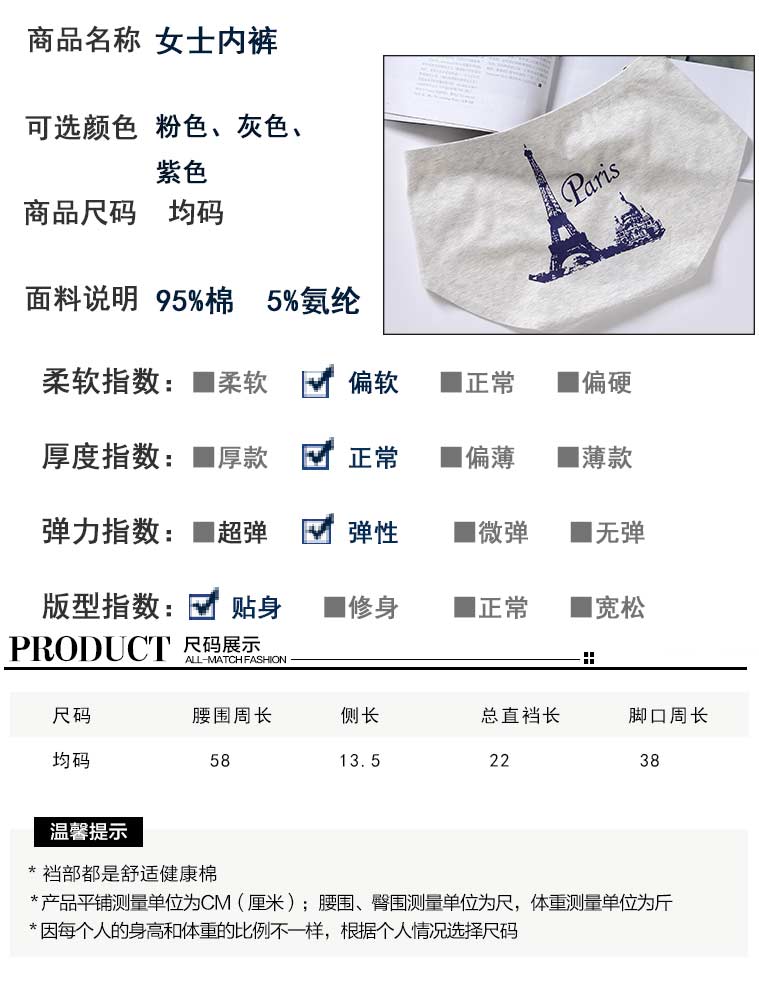 商品名称 女士内裤
可选颜色 粉色、灰色、
紫色
商品尺码 均码
面料说明 95%棉 5%氨纶
Paris
柔软指数： ■柔软 偏软 ■正常 ■偏硬
厚度指数： ■厚款 正常 ■偏薄 ■薄款
弹力指数： ■超弹 弹性 ■微弹 ■无弹
版型指数： 贴身 ■修身 ■正常 ■宽松
PRODUCT 尺码展示
ALL-MATCH FASHION
尺码 腰围周长 侧长 总直裆长 脚口周长
均码 58 13.5 22 38
温馨提示
* 裆部都是舒适健康棉
*产品平铺测量单位为CM（厘米）；腰围、臀围测量单位为尺，体重测量单位为斤
*因每个人的身高和体重的比例不一样，根据个人情况选择尺码